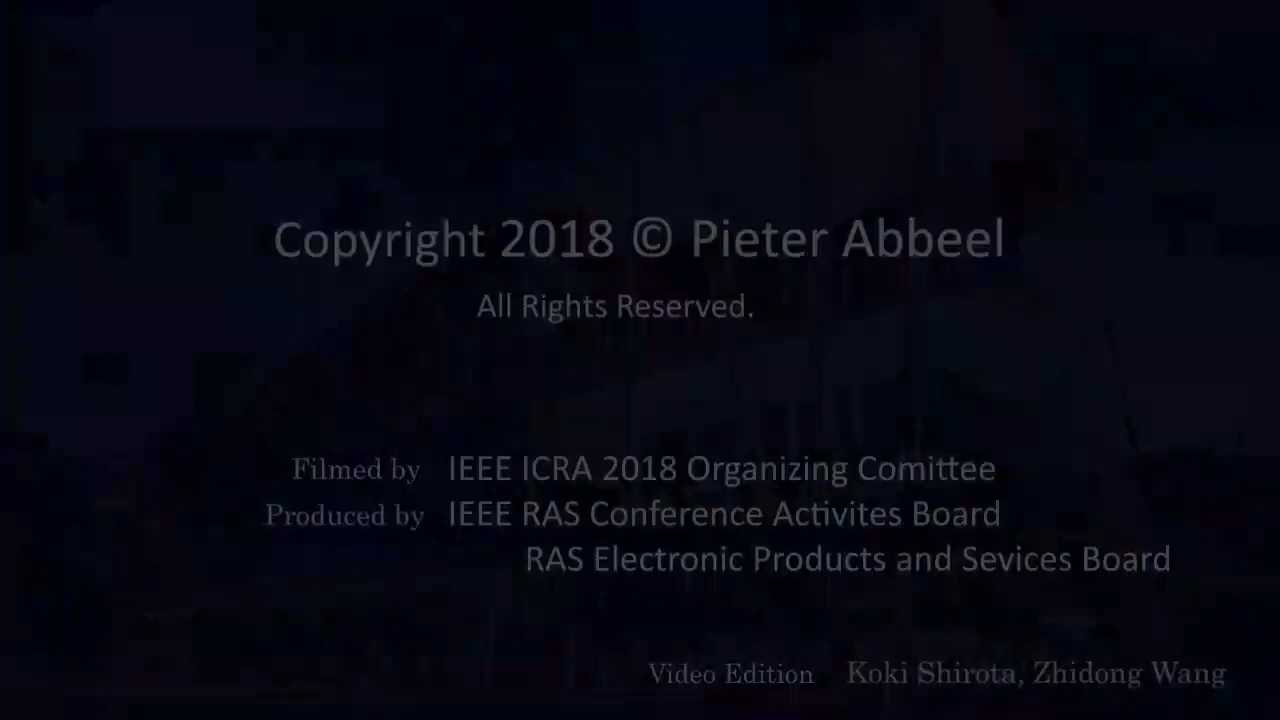 Copyright 2018 © Pieter Abbeel
All Rights Reserved.
Filmed by IEEE ICRA 2018 Organizing Comittee
Produced by IEEE RAS Conference Activites Board
RAS Electronic Products and Sevices Board
Video Edition Koki Shirota, Zhidong Wang